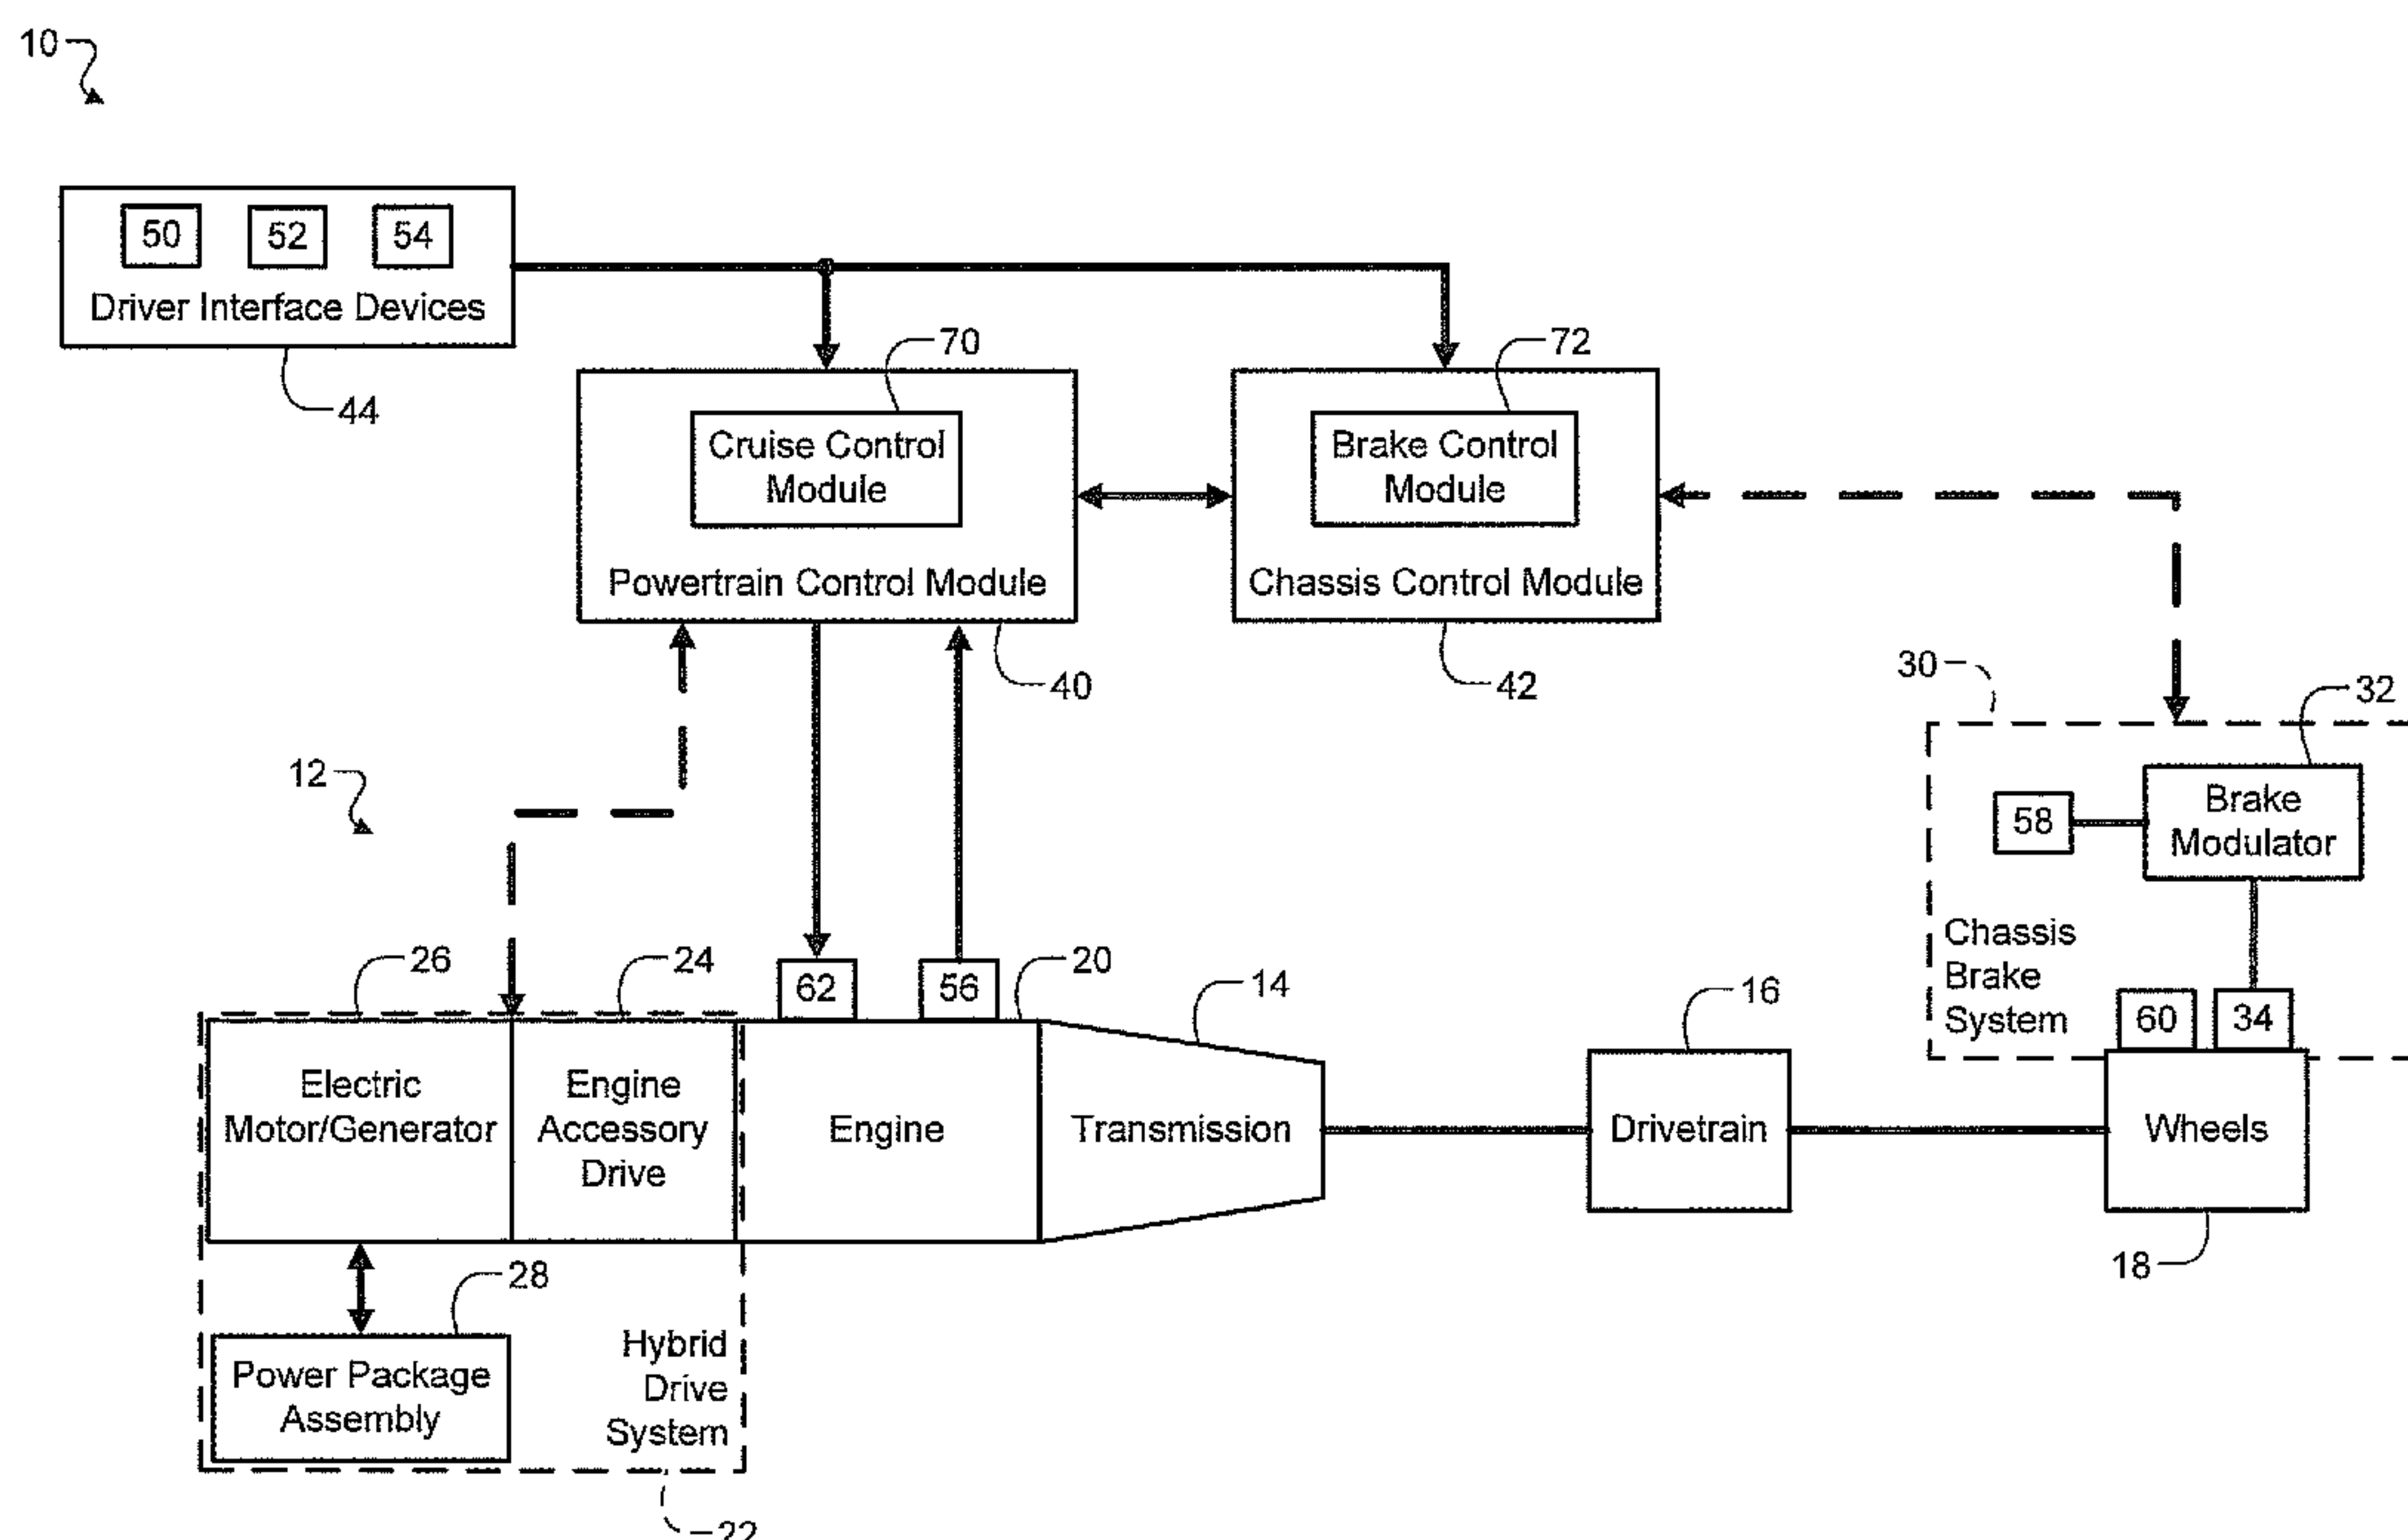 10
50 52 54
Driver Interface Devices
44
70
Cruise Control
Module
Powertrain Control Module
40
72
Brake Control
Module
Chassis Control Module
42
30
32
58
Brake
Modulator
Chassis
Brake
System
60 34
12
26
24
62
56
20
14
16
Electric
Motor/Generator
Engine
Accessory
Drive
Engine
Transmission
Drivetrain
Wheels
18
28
Power Package
Assembly
Hybrid
Drive
System
22